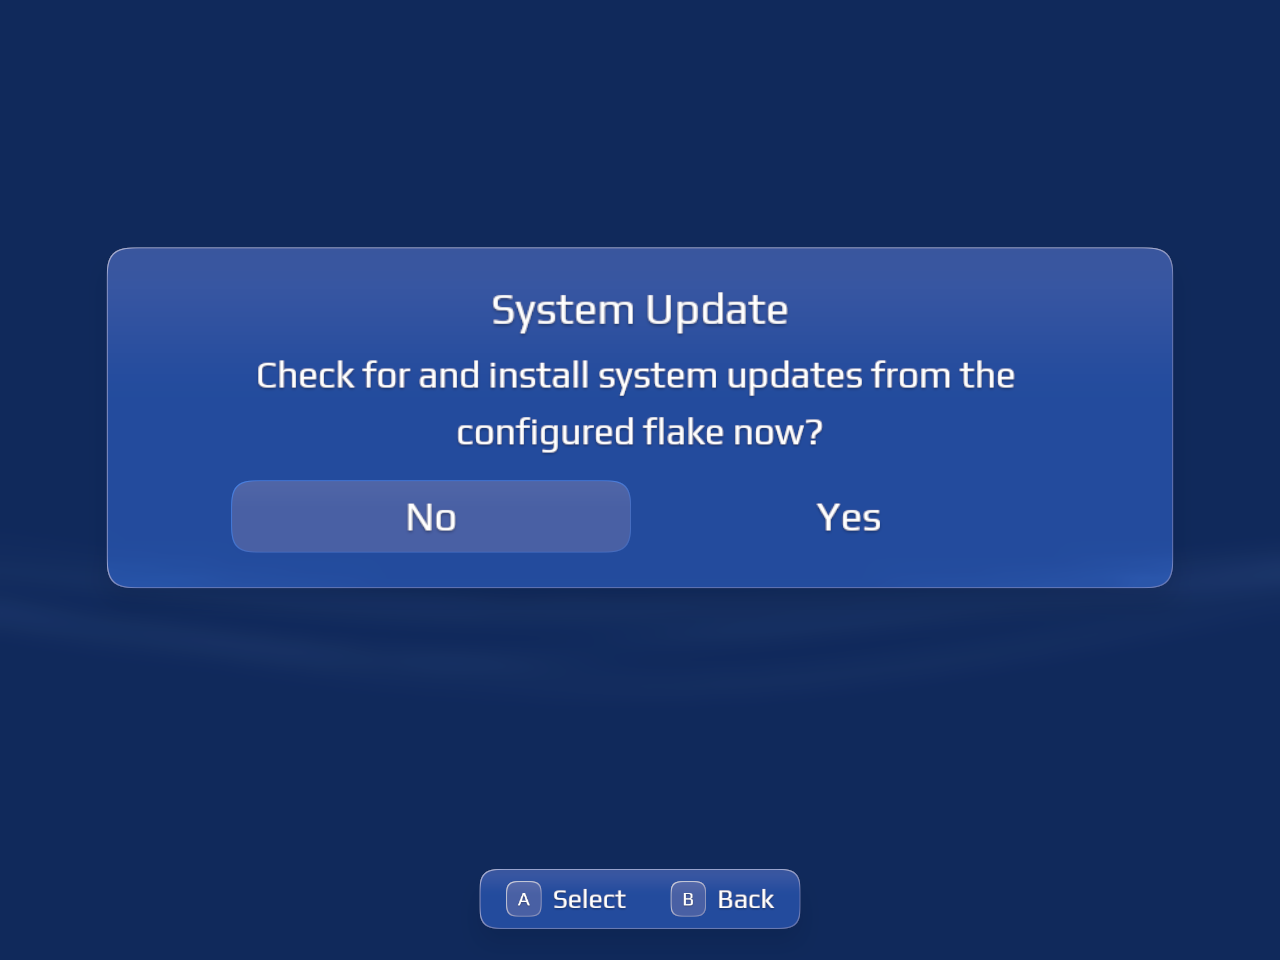 System Update
Check for and install system updates from the
configured flake now?
No
Yes
A Select
B Back